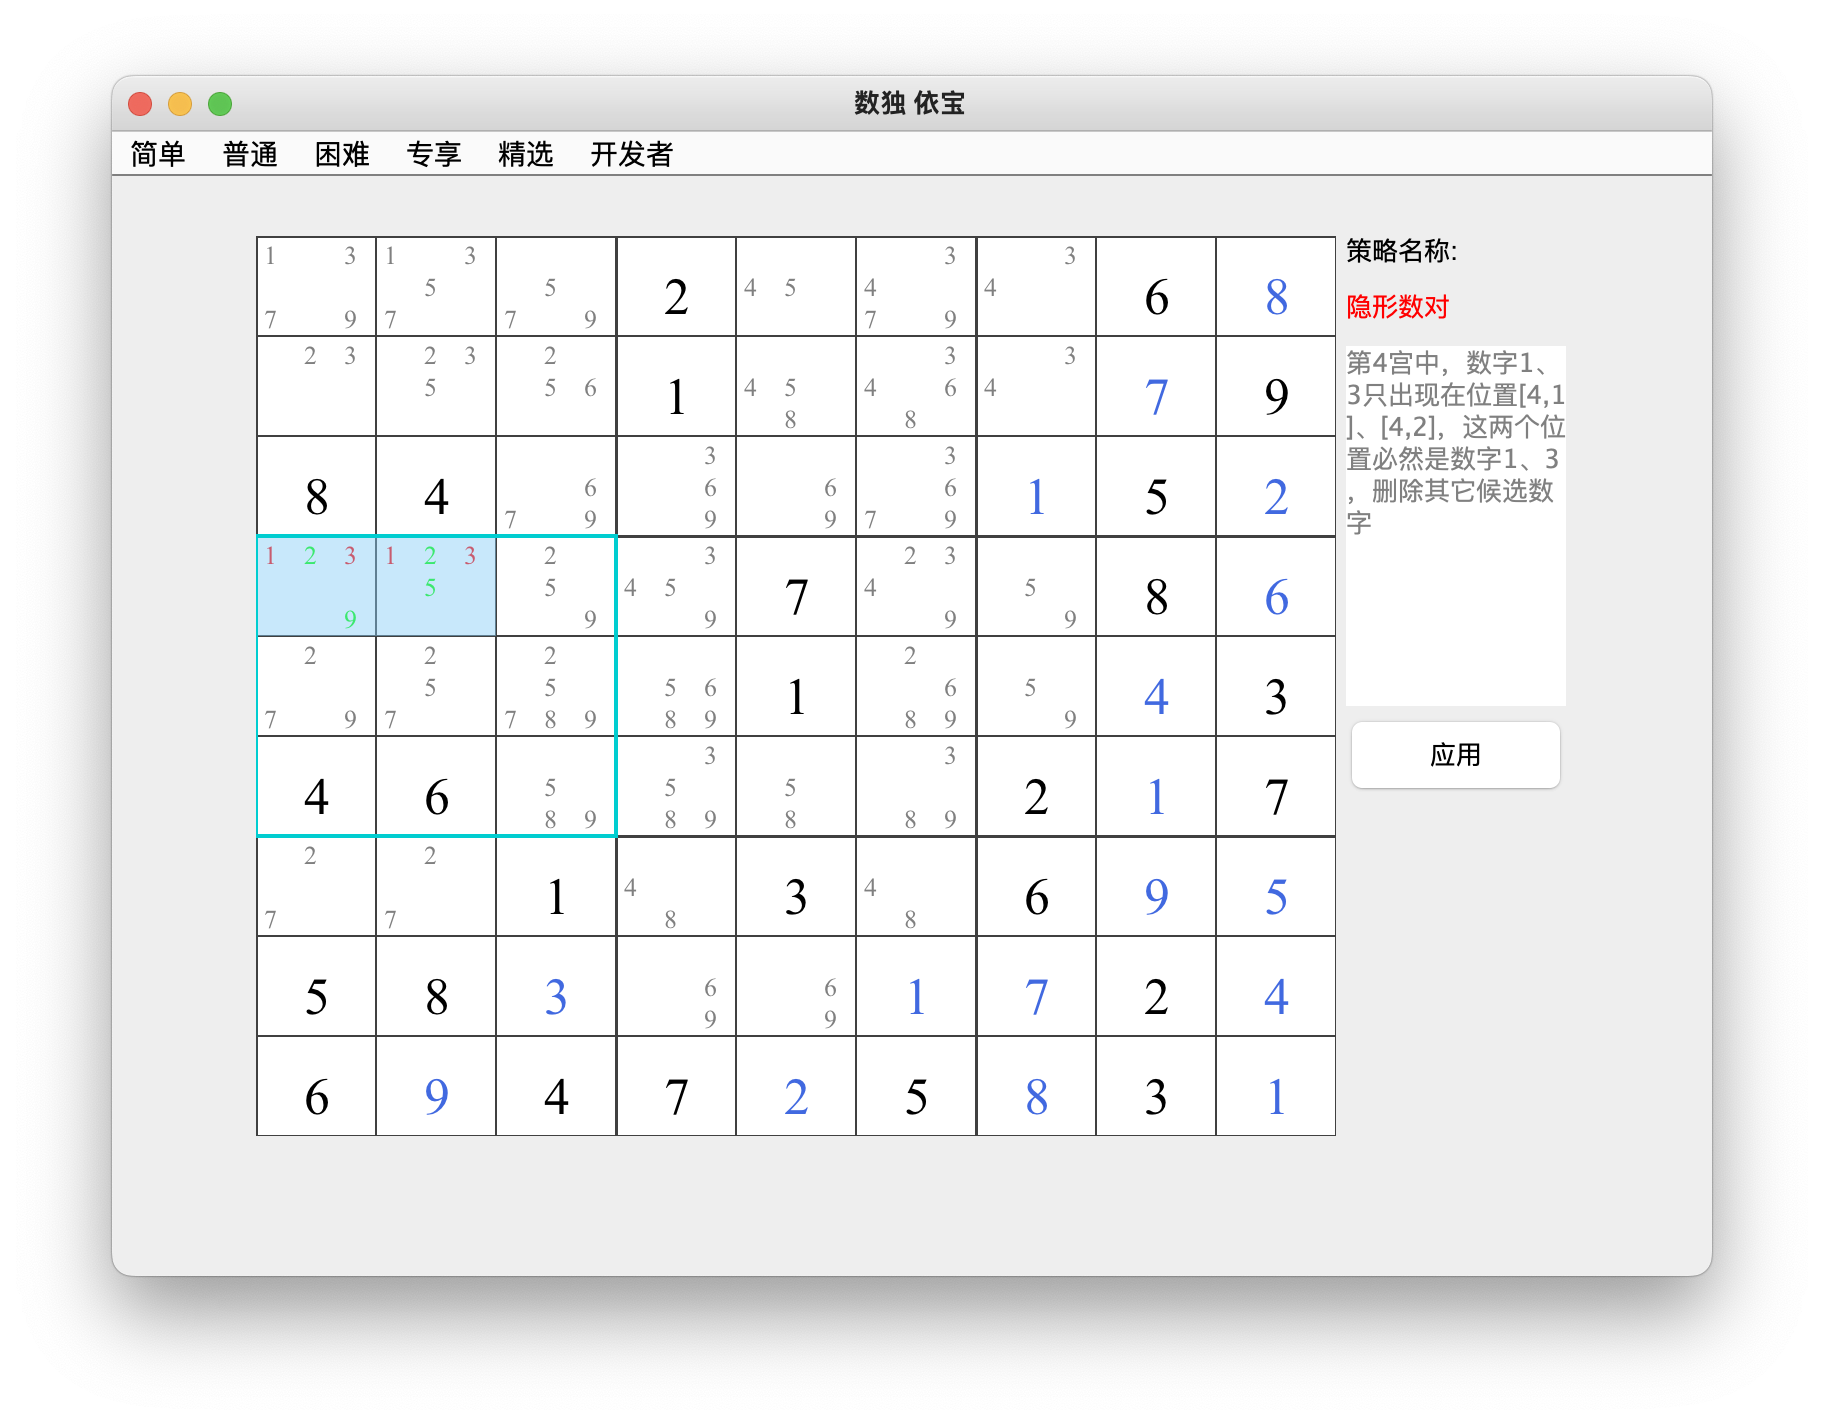 数独 依宝
简单 普通 困难 专享 精选 开发者
1 3 1 3 3 3
5 5 2 4 5 4 4 6 8
7 9 7 7 9 7 9
2 3 2 3 2 3 3
5 5 6 1 4 5 4 6 4 7 9
8 8
3 3
8 4 6 6 6 6 1 5 2
7 9 9 9 7 9
1 2 3 1 2 3 2 3 2 3
5 5 4 5 7 4 5 8 6
9 9 9 9 9
2 2 2 2
5 5 5 6 1 6 5 4 3
7 9 7 7 8 9 8 9 8 9 9
3 3
4 6 5 5 5 2 1 7
8 9 8 9 8 8 9
2 2
1 4 3 4 6 9 5
7 7 8 8
5 8 3 6 6 1 7 2 4
9 9
6 9 4 7 2 5 8 3 1
策略名称:
隐形数对
第4宫中，数字1、
3只出现在位置[4,1
]、[4,2]，这两个位
置必然是数字1、3
，删除其它候选数
字
应用